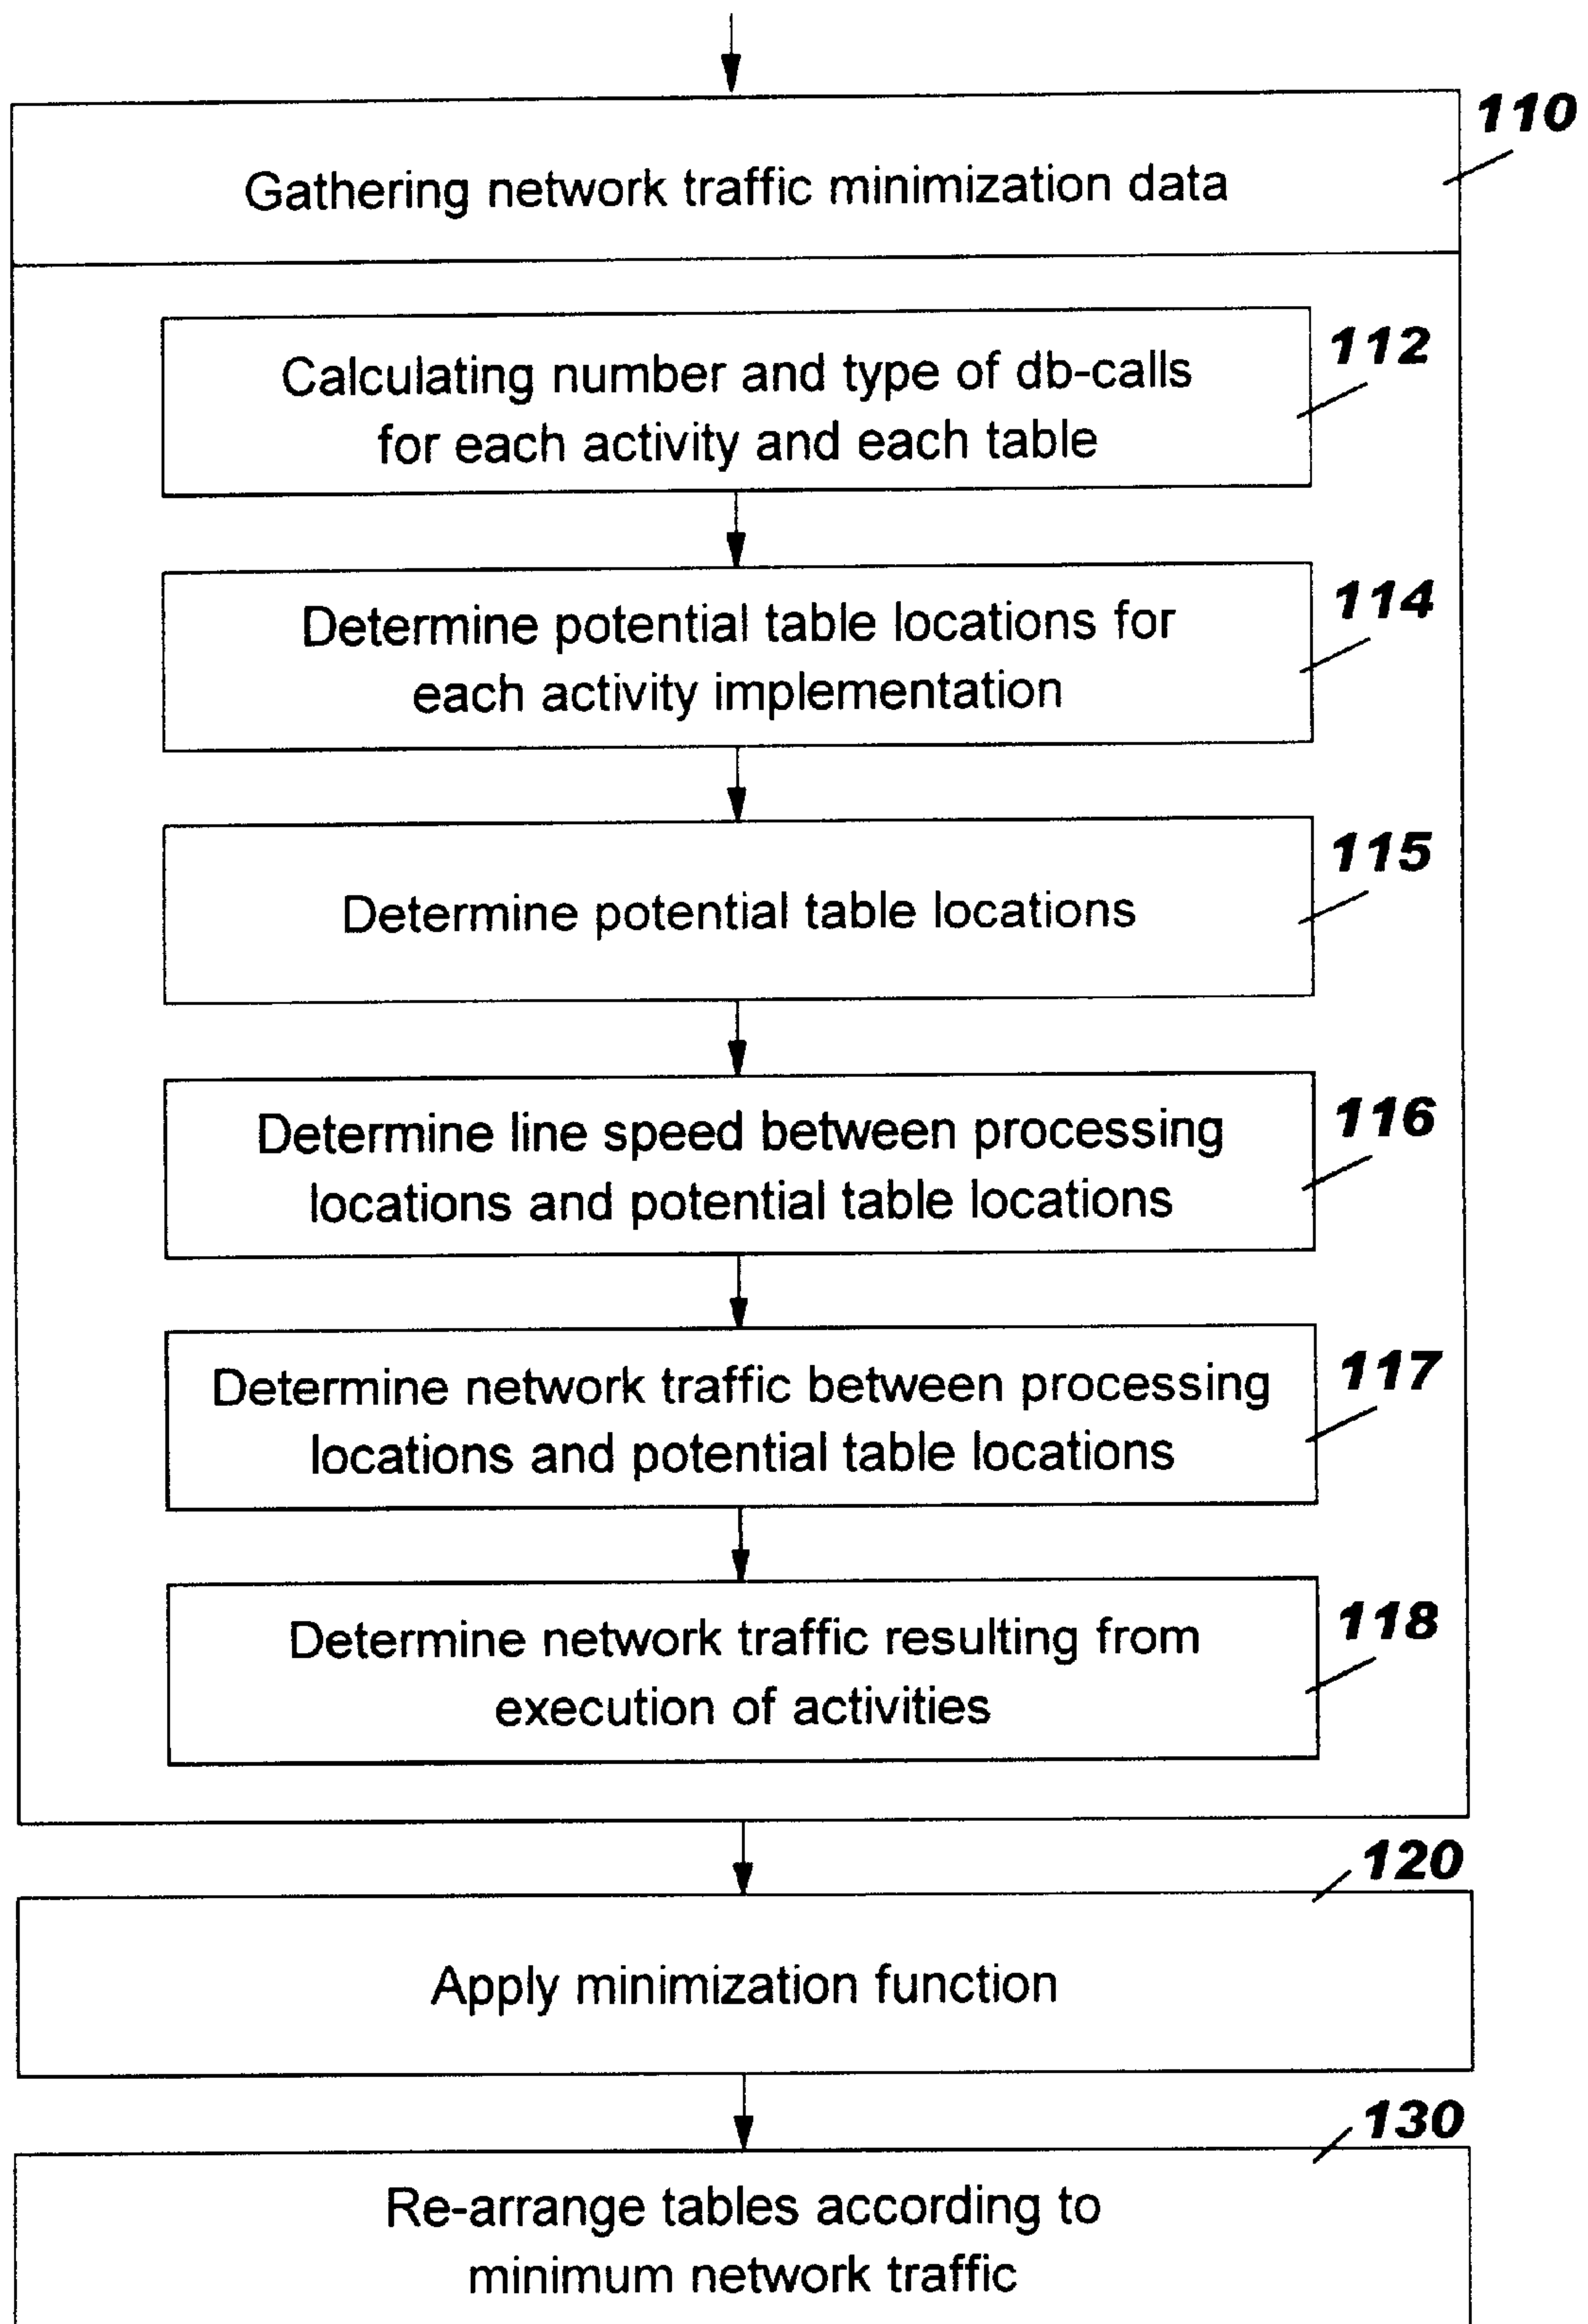 110
Gathering network traffic minimization data
112
Calculating number and type of db-calls
for each activity and each table
114
Determine potential table locations for
each activity implementation
115
Determine potential table locations
116
Determine line speed between processing
locations and potential table locations
117
Determine network traffic between processing
locations and potential table locations
118
Determine network traffic resulting from
execution of activities
120
Apply minimization function
130
Re-arrange tables according to
minimum network traffic